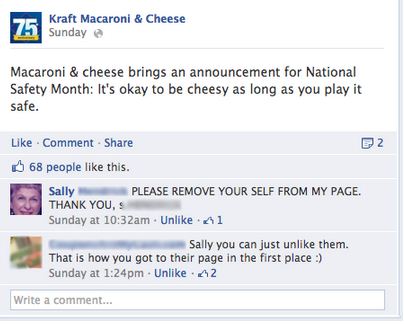 75
Kraft Macaroni & Cheese
Sunday
Macaroni & cheese brings an announcement for National
Safety Month: It's okay to be cheesy as long as you play it
safe.
Like · Comment · Share 2
68 people like this.
Sally PLEASE REMOVE YOUR SELF FROM MY PAGE.
THANK YOU, s
Sunday at 10:32am · Unlike · 1
Sally you can just unlike them.
That is how you got to their page in the first place :)
Sunday at 1:24pm · Unlike · 2
Write a comment...